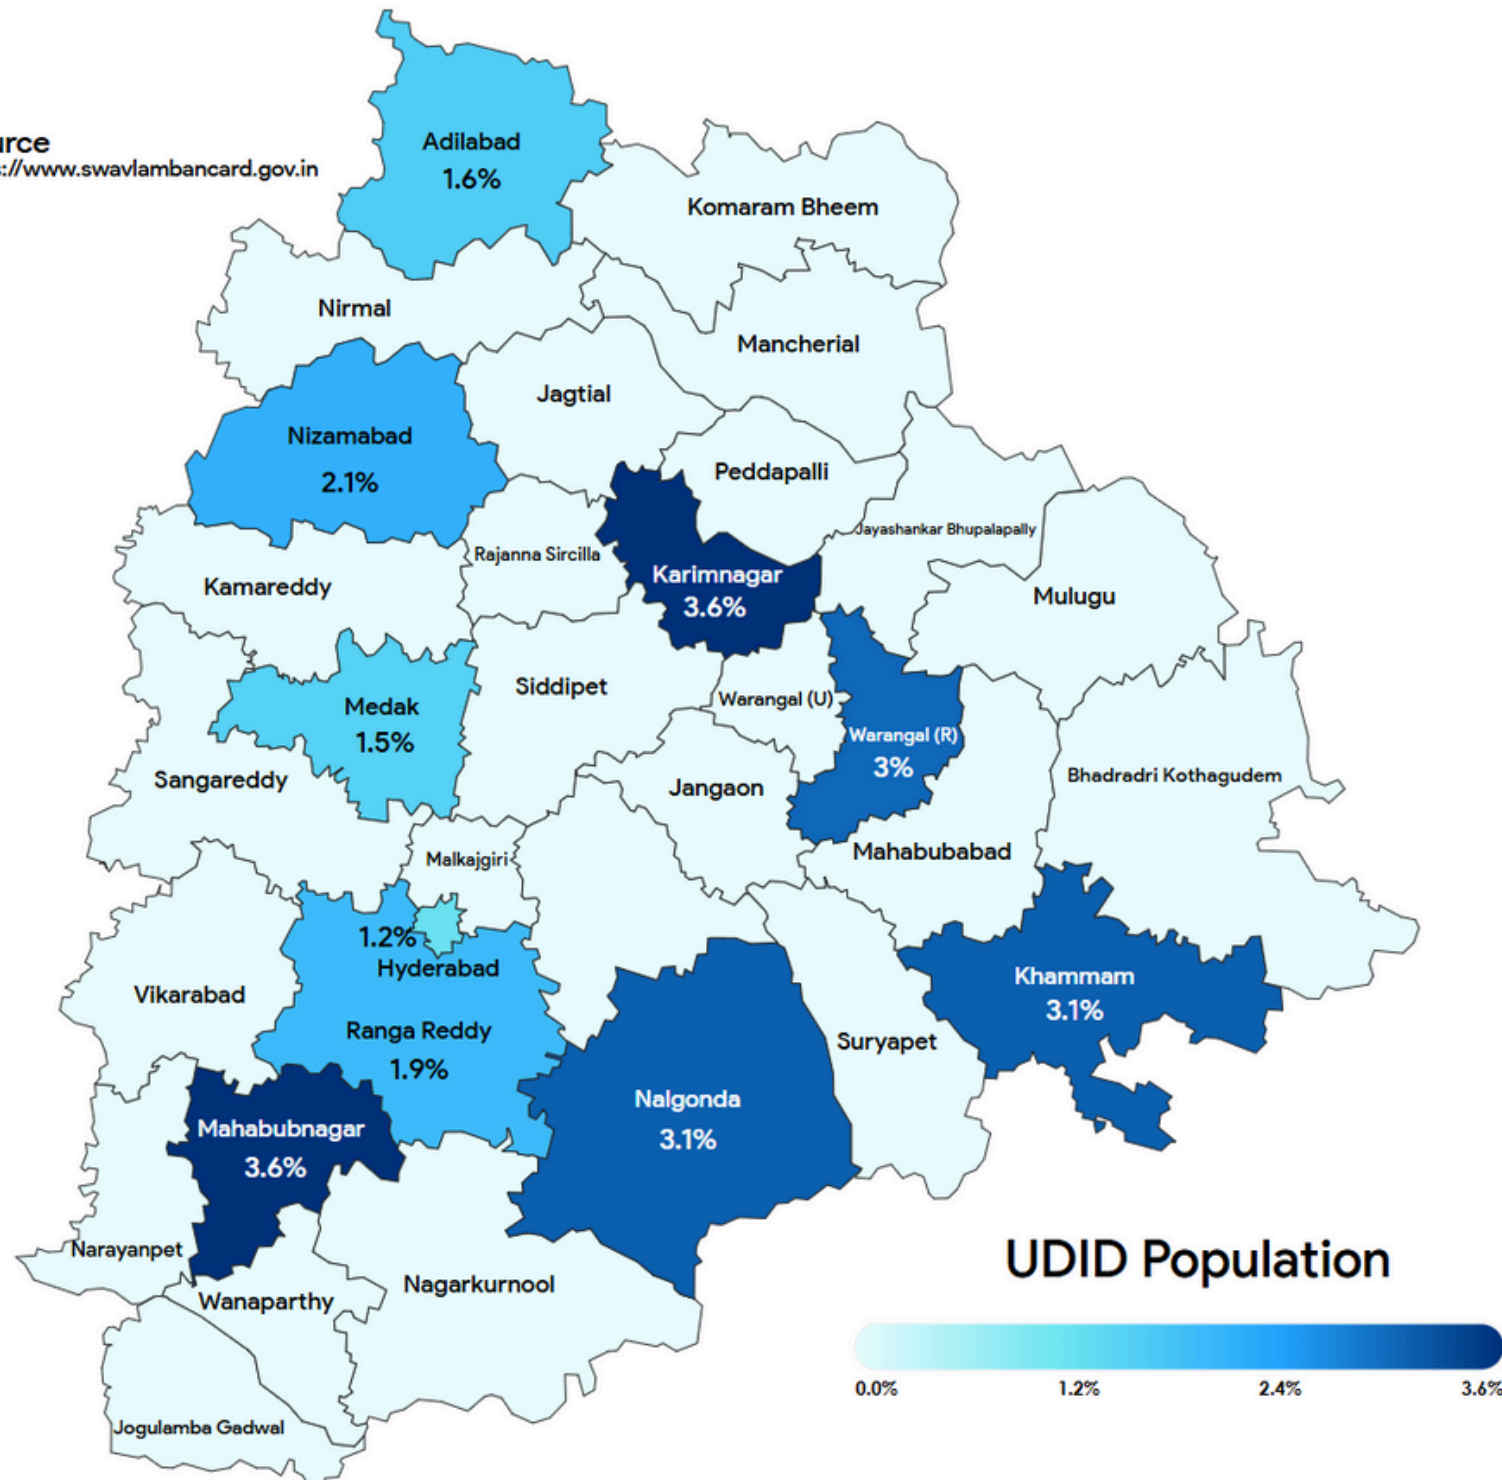 urce
s://www.swavlambancard.gov.in
Adilabad
1.6%
Komaram Bheem
Nirmal
Mancherial
Jagtial
Nizamabad
2.1%
Peddapalli
Jayashankar Bhupalapally
Rajanna Sircilla
Karimnagar
3.6%
Kamareddy
Mulugu
Siddipet
Warangal (U)
Medak
1.5%
Warangal (R)
3%
Sangareddy
Jangaon
Bhadradri Kothagudem
Malkajgiri
Mahabubabad
1.2%
Hyderabad
Vikarabad
Khammam
3.1%
Ranga Reddy
1.9%
Suryapet
Nalgonda
3.1%
Mahabubnagar
3.6%
Narayanpet
Wanaparthy
Nagarkurnool
Jogulamba Gadwal
UDID Population
0.0% 1.2% 2.4% 3.6%